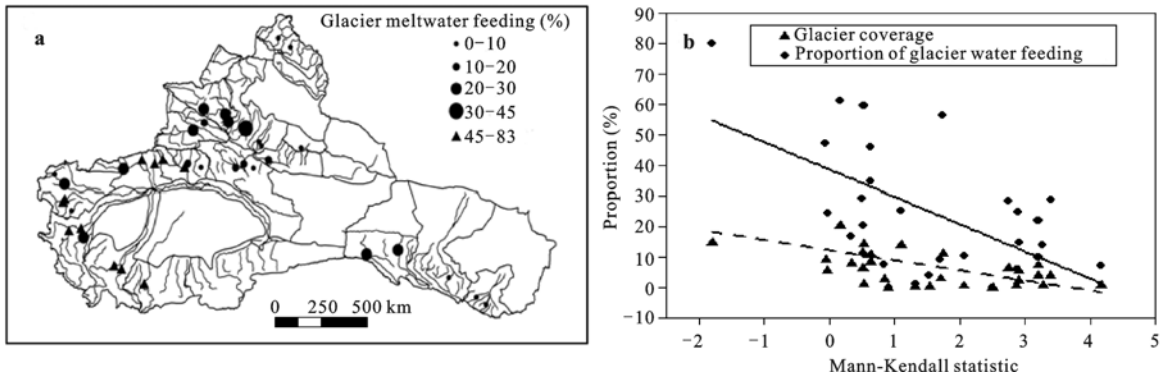 a
Glacier meltwater feeding (%)
0−10
10−20
20−30
30−45
45−83
0 250 500 km
b
Glacier coverage
Proportion of glacier water feeding
Proportion (%)
90
80
70
60
50
40
30
20
10
0
−10
−2 −1 0 1 2 3 4 5
Mann-Kendall statistic